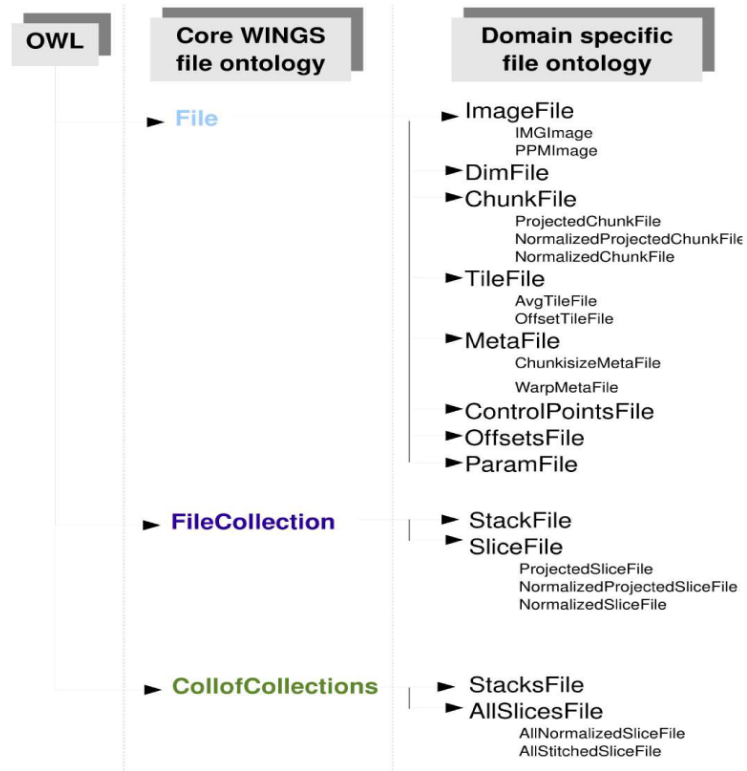 OWL
Core WINGS
file ontology
Domain specific
file ontology
File
ImageFile
IMGImage
PPMImage
DimFile
ChunkFile
ProjectedChunkFile
NormalizedProjectedChunkFile
NormalizedChunkFile
TileFile
AvgTileFile
OffsetTileFile
MetaFile
ChunkisizeMetaFile
WarpMetaFile
ControlPointsFile
OffsetsFile
ParamFile
FileCollection
StackFile
SliceFile
ProjectedSliceFile
NormalizedProjectedSliceFile
NormalizedSliceFile
CollofCollections
StacksFile
AllSlicesFile
AllNormalizedSliceFile
AllStitchedSliceFile